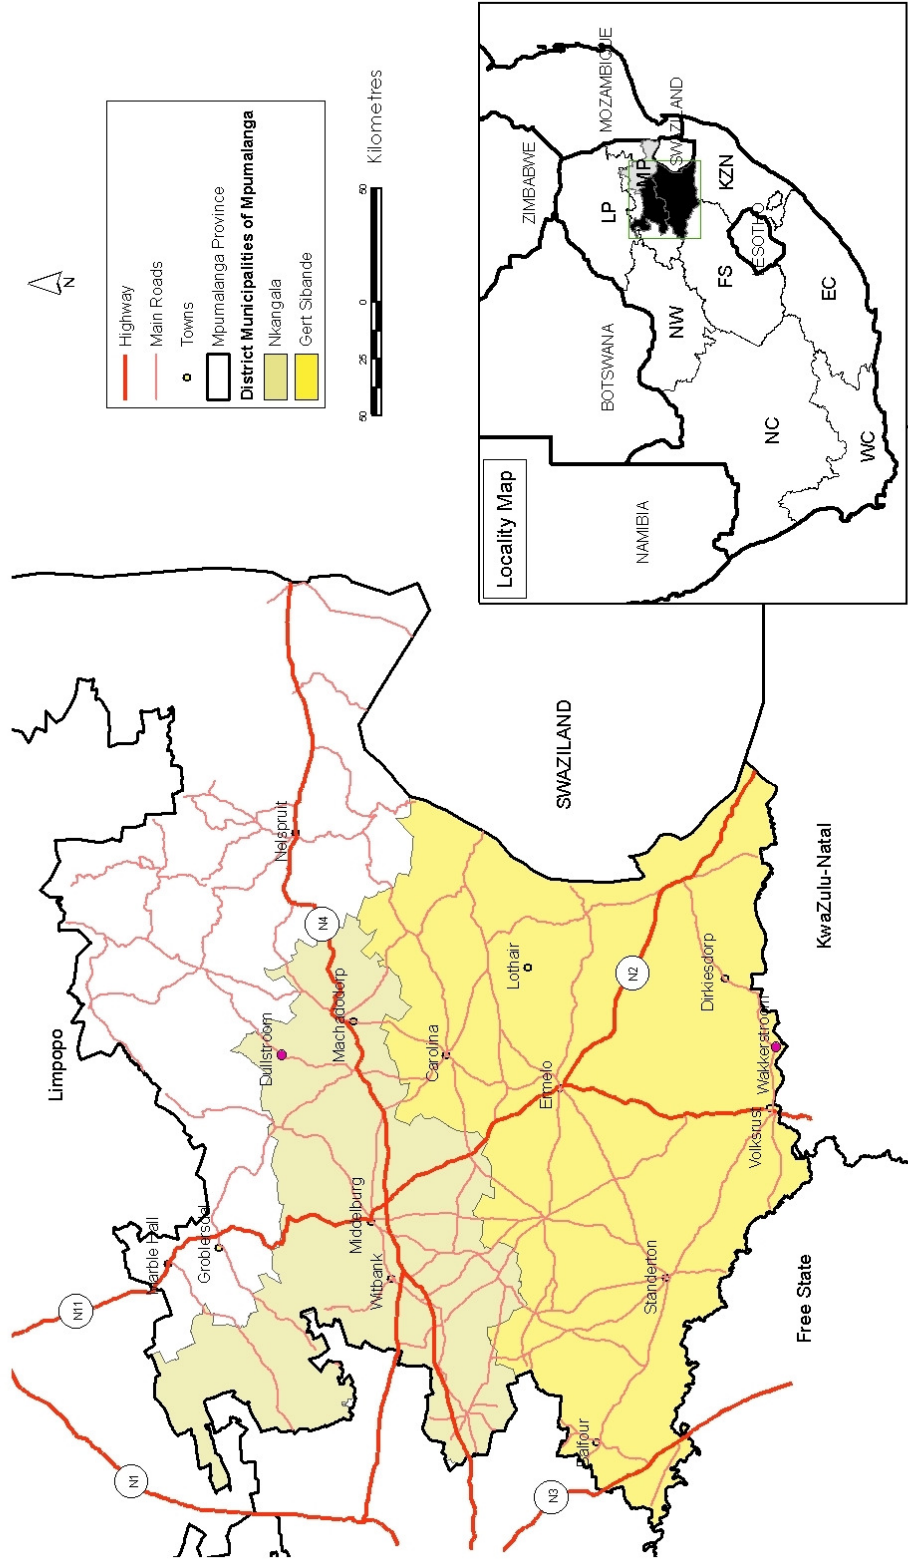 N
Highway
Main Roads
Towns
Mpumalanga Province
District Municipalities of Mpumalanga
Nkangala
Gert Sibande
50
25
0
50
Kilometres
Limpopo
N11
N1
Marble Hall
Groblersdal
Dullstroom
Nelspruit
N4
Machadodorp
Middelburg
Witbank
Carolina
Lothair
SWAZILAND
Ermelo
N2
N3
Balfour
Standerton
Dirkiesdorp
Volksrust
Wakkerstroom
Free State
KwaZulu-Natal
Locality Map
ZIMBABWE
MOZAMBIQUE
BOTSWANA
NAMIBIA
LP
MP
SWAZILAND
NW
FS
KZN
LESOTHO
NC
EC
WC